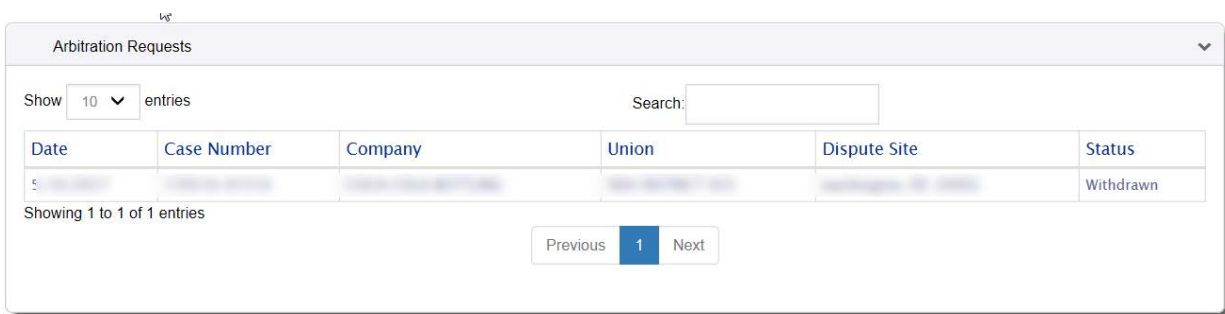 Arbitration Requests
Show 10 entries Search:
Date Case Number Company Union Dispute Site Status
Withdrawn
Showing 1 to 1 of 1 entries
Previous 1 Next